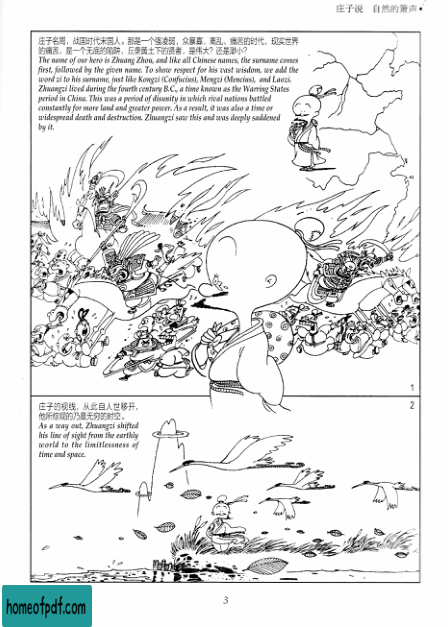 庄子说 自然的箫声
庄子名周，战国时代宋国人。那是一个强凌弱，众暴寡，离乱、痛苦的时代，现实世界
的痛苦，是一个无底的陷阱，丘黄土下的贤者，是伟大？还是渺小？
The name of our hero is Zhuang Zhou, and like all Chinese names, the surname comes
first, followed by the given name. To show respect for his vast wisdom, we add the
word zi to his surname, just like Kongzi (Confucius), Mengzi (Mencius), and Laozi.
Zhuangzi lived during the fourth century B.C., a time known as the Warring States
period in China. This was a period of disunity in which rival nations battled
constantly for more land and greater power. As a result, it was also a time or
widespread death and destruction. Zhuangzi saw this and was deeply saddened
by it.
1
庄子的视线，从此自人世移开，
他所综观的乃是无穷的时空。
As a way out, Zhuangzi shifted
his line of sight from the earthly
world to the limitlessness of
time and space.
2
3
homeofpdf.com